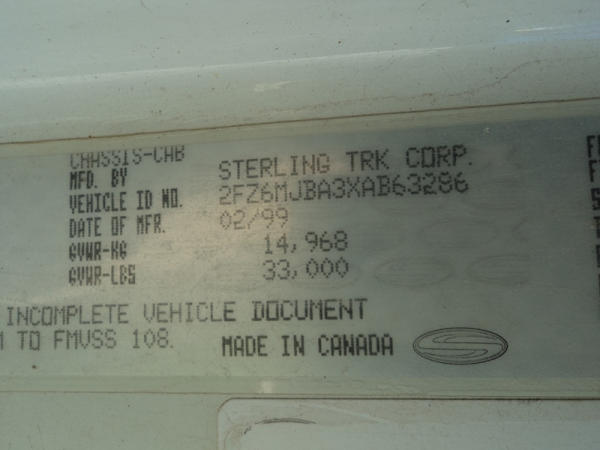 CHASSIS-CAB
MFD. BY STERLING TRK CORP.
VEHICLE ID NO. 2FZ6MJBA3XAB63286
DATE OF MFR. 02/99
GVWR-KG 14,968
GVWR-LBS 33,000
INCOMPLETE VEHICLE DOCUMENT
TO FMVSS 108. MADE IN CANADA